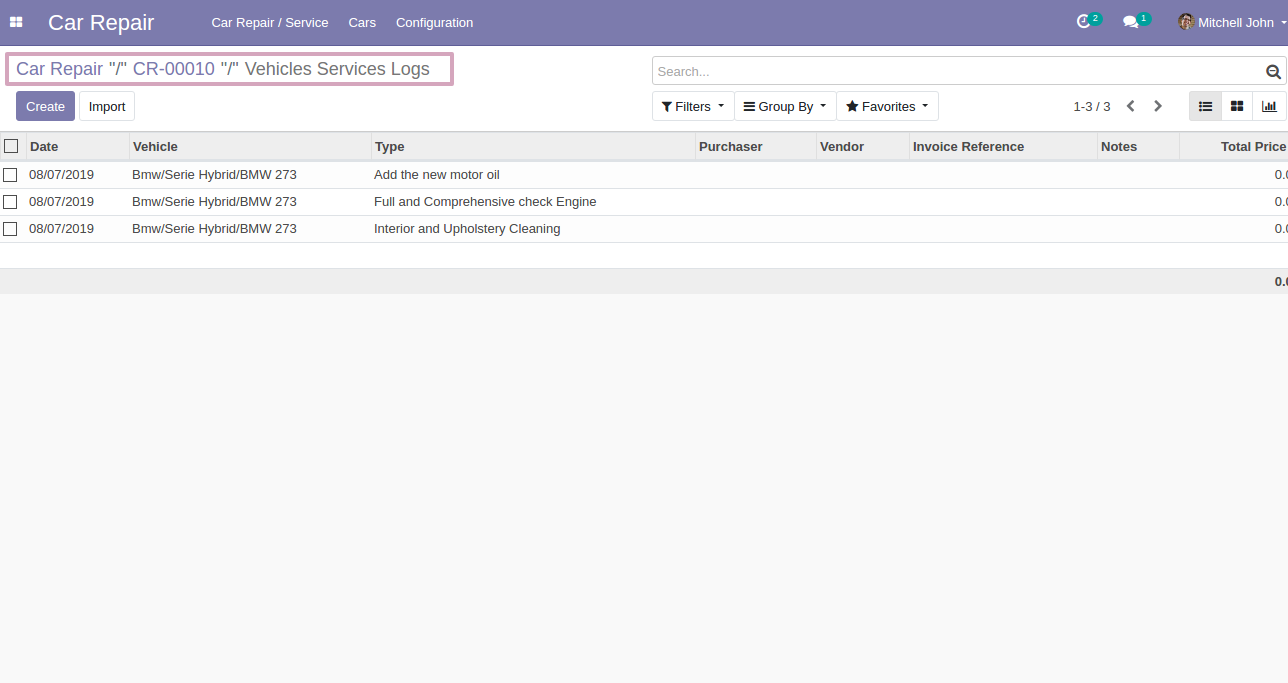 Car Repair Car Repair / Service Cars Configuration 2 1 Mitchell John
Car Repair "/" CR-00010 "/" Vehicles Services Logs
Search...
Create Import Filters Group By Favorites 1-3 / 3
Date Vehicle Type Purchaser Vendor Invoice Reference Notes Total Price
08/07/2019 Bmw/Serie Hybrid/BMW 273 Add the new motor oil 0.0
08/07/2019 Bmw/Serie Hybrid/BMW 273 Full and Comprehensive check Engine 0.0
08/07/2019 Bmw/Serie Hybrid/BMW 273 Interior and Upholstery Cleaning 0.0
0.0